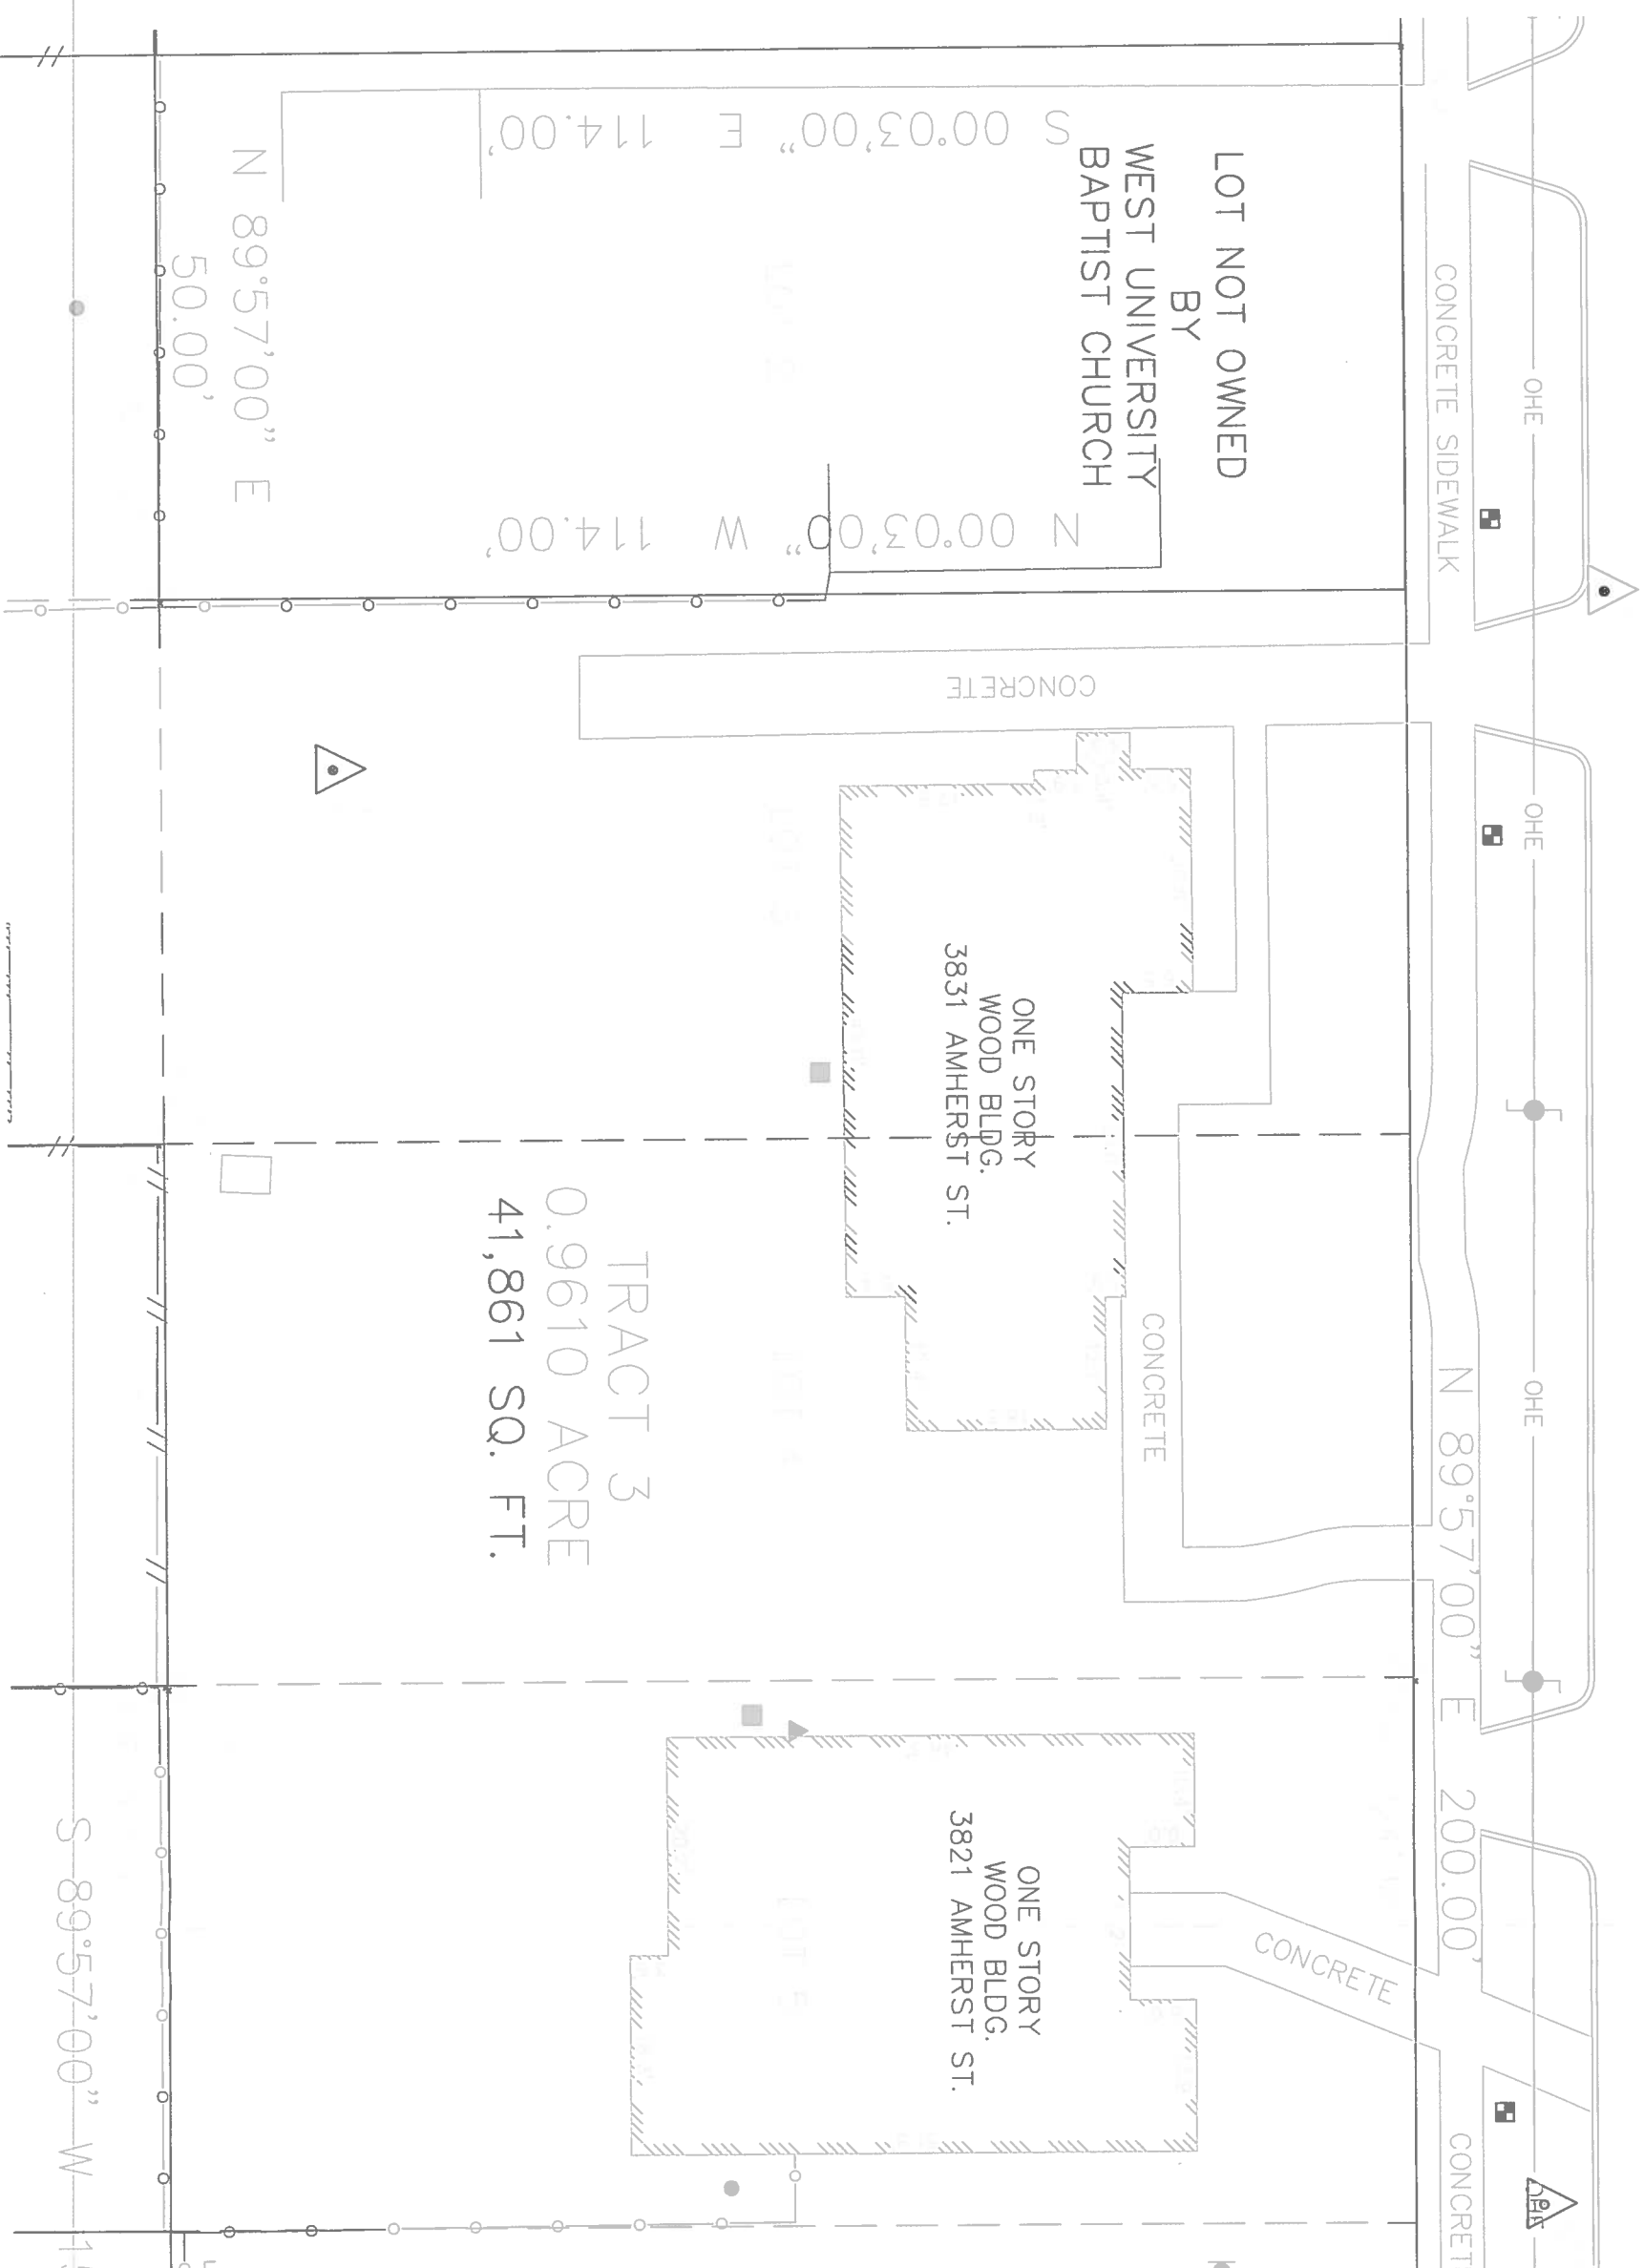 OHE
OHE
OHE
CONCRETE SIDEWALK
N 89°57'00" E 200.00'
CONCRET
LOT NOT OWNED
BY
WEST UNIVERSITY
BAPTIST CHURCH
S 00°03'00" E 114.00'
N 00°03'00" W 114.00'
N 89°57'00" E
50.00'
CONCRETE
CONCRETE
CONCRETE
ONE STORY
WOOD BLDG.
3831 AMHERST ST.
ONE STORY
WOOD BLDG.
3821 AMHERST ST.
TRACT 3
0.9610 ACRE
41,861 SQ. FT.
S 89°57'00" W